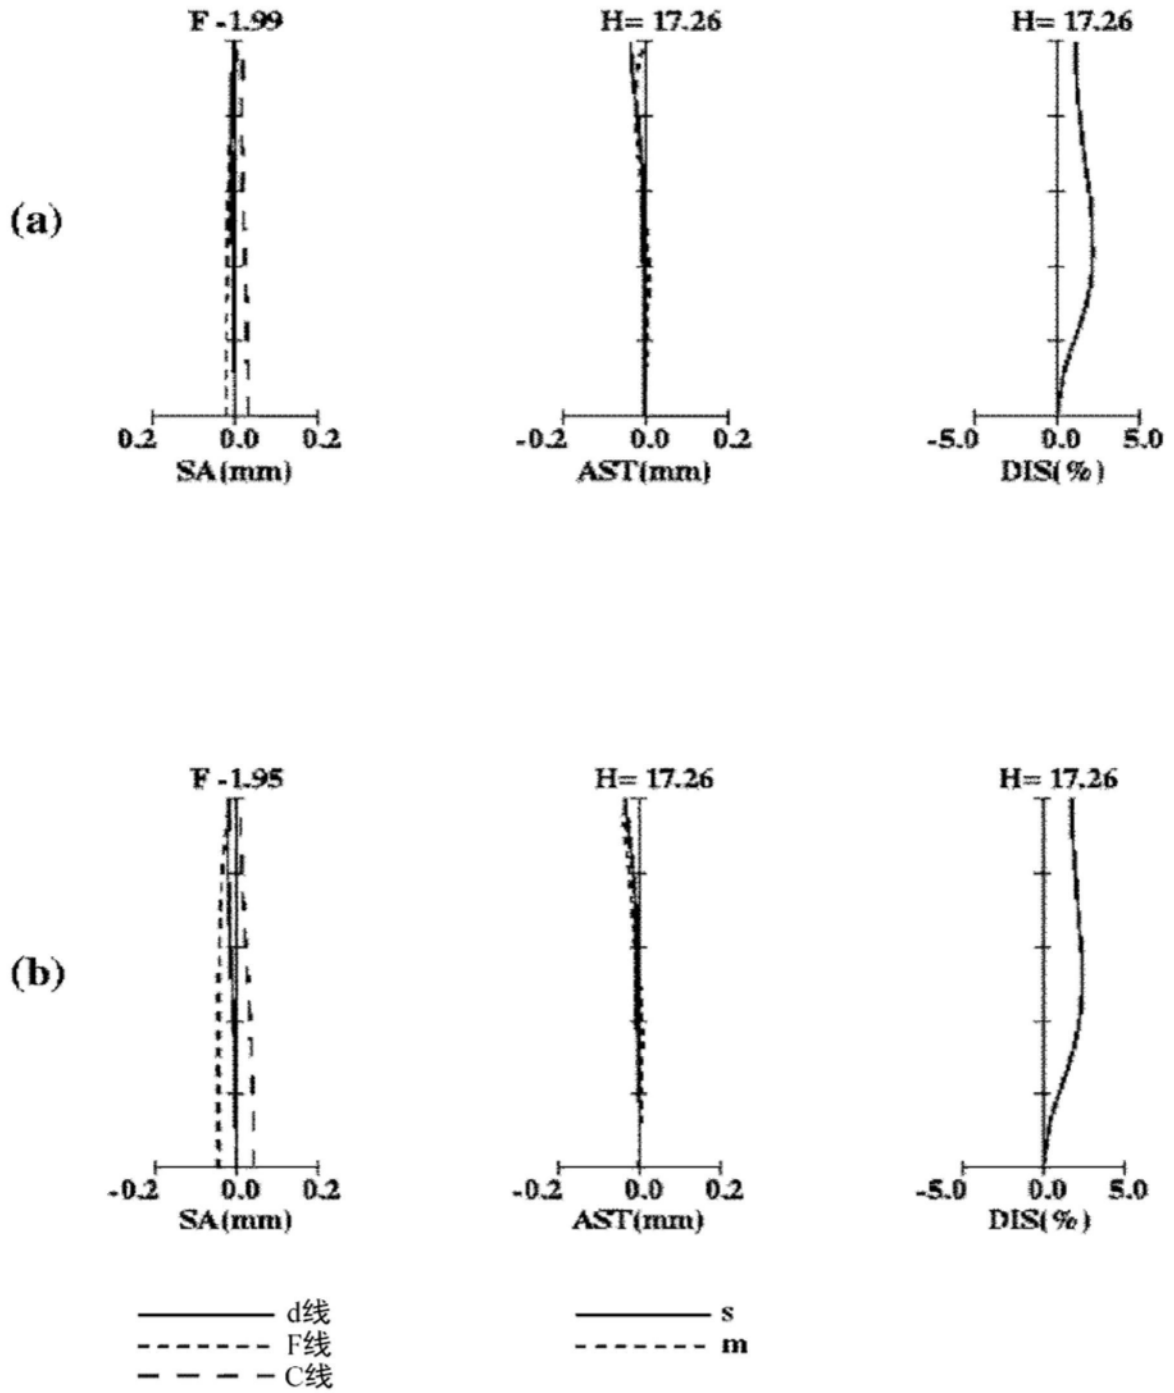 F -1.99 H= 17.26 H= 17.26
(a)
0.2 0.0 0.2 -0.2 0.0 0.2 -5.0 0.0 5.0
SA(mm) AST(mm) DIS(%)
F -1.95 H= 17.26 H= 17.26
(b)
-0.2 0.0 0.2 -0.2 0.0 0.2 -5.0 0.0 5.0
SA(mm) AST(mm) DIS(%)
d线 s
F线 m
C线